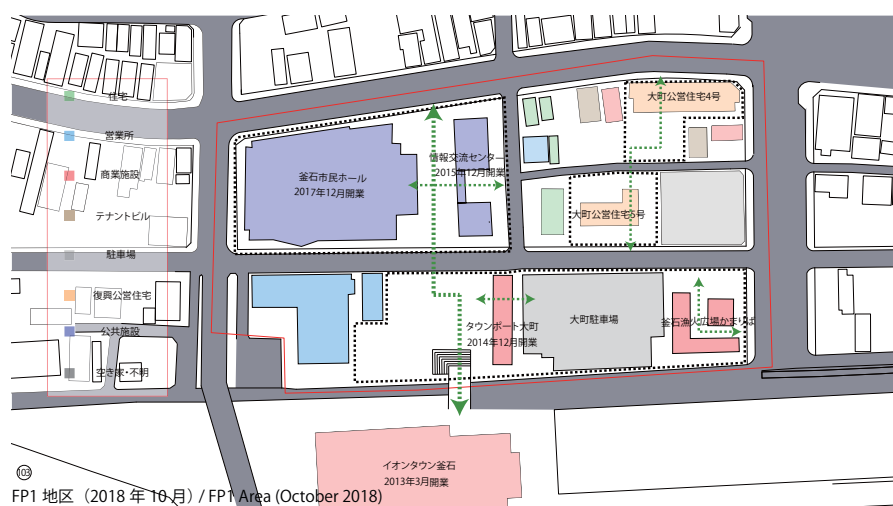 住宅
営業所
商業施設
テナントビル
駐車場
復興公営住宅
公共施設
空き家・不明
釜石市民ホール
2017年12月開業
情報交流センター
2015年12月開業
大町公営住宅4号
大町公営住宅5号
タウンポート大町
2014年12月開業
大町駐車場
釜石漁火広場かまりば
イオンタウン釜石
2013年3月開業
103
FP1 地区（2018 年 10 月）/ FP1 Area (October 2018)